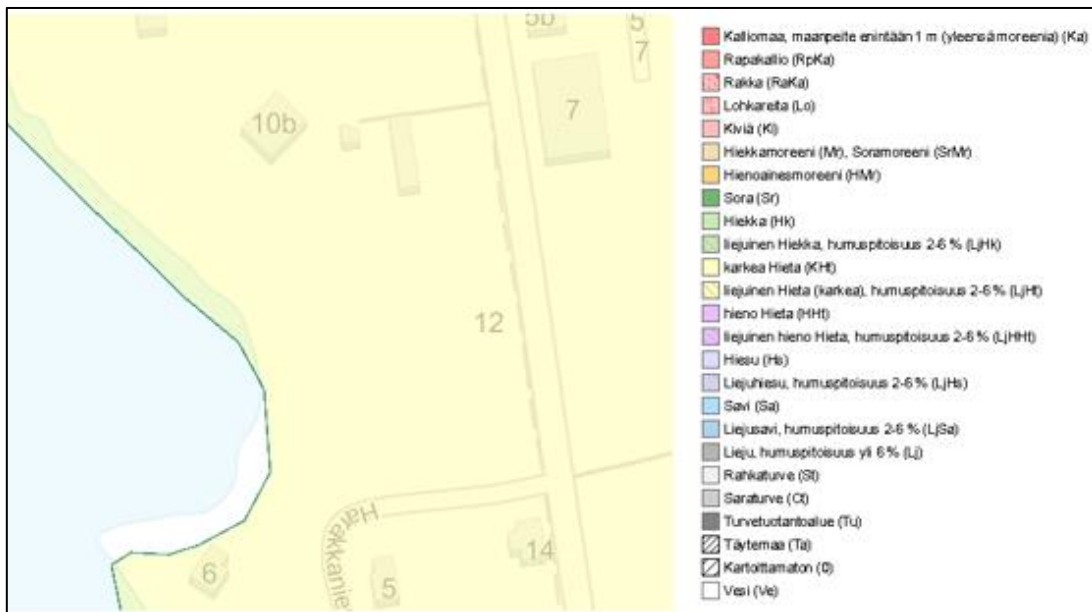 5b
5
7
10b
7
12
Harakkanie
14
6
5
Kalliomaa, maanpeite enintään 1 m (yleensä moreenia) (Ka)
Rapakallio (RpKa)
Rakka (RaKa)
Lohkareita (Lo)
Kiviä (Ki)
Hiekkamoreeni (Mr), Soramoreeni (SrMr)
Hienoainesmoreeni (HMr)
Sora (Sr)
Hiekka (Hk)
liejuinen Hiekka, humuspitoisuus 2-6 % (LjHk)
karkea Hieta (KHt)
liejuinen Hieta (karkea), humuspitoisuus 2-6 % (LjHt)
hieno Hieta (HHt)
liejuinen hieno Hieta, humuspitoisuus 2-6 % (LjHHt)
Hiesu (Hs)
Liejuhiesu, humuspitoisuus 2-6 % (LjHs)
Savi (Sa)
Liejusavi, humuspitoisuus 2-6 % (LjSa)
Lieju, humuspitoisuus yli 6 % (Lj)
Rahkaturve (St)
Saraturve (Ct)
Turvetuotantoalue (Tu)
Täytemaa (Ta)
Kartoittamaton (0)
Vesi (Ve)